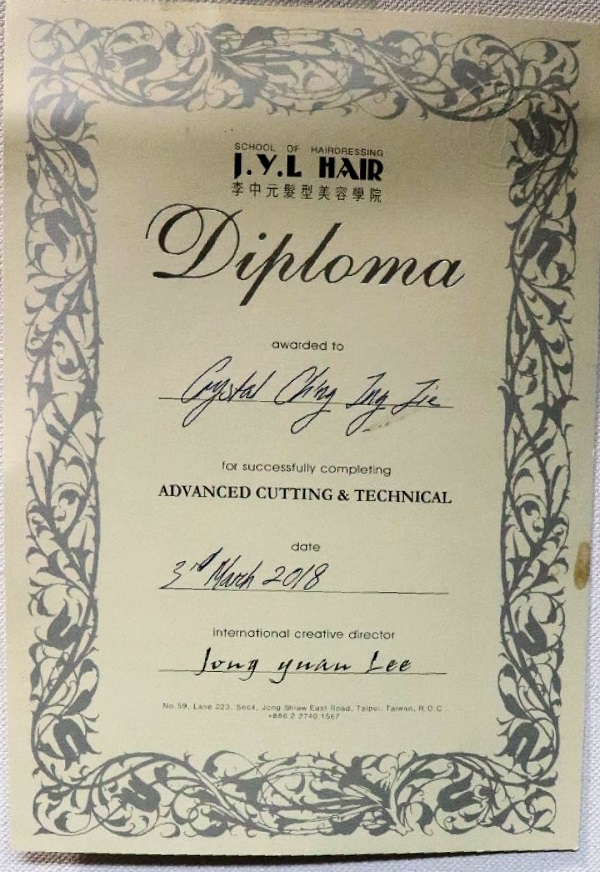 SCHOOL OF HAIRDRESSING
J.Y.L HAIR
李中元髮型美容學院
Diploma
awarded to
Crystal Ch'ng Ing Jie
for successfully completing
ADVANCED CUTTING & TECHNICAL
date
3rd March 2018
international creative director
Jong yuan Lee
No.59, Lane 223, Sec4, Jong Shiaw East Road, Taipei, Taiwan, R.O.C
+886 2 2740 1567